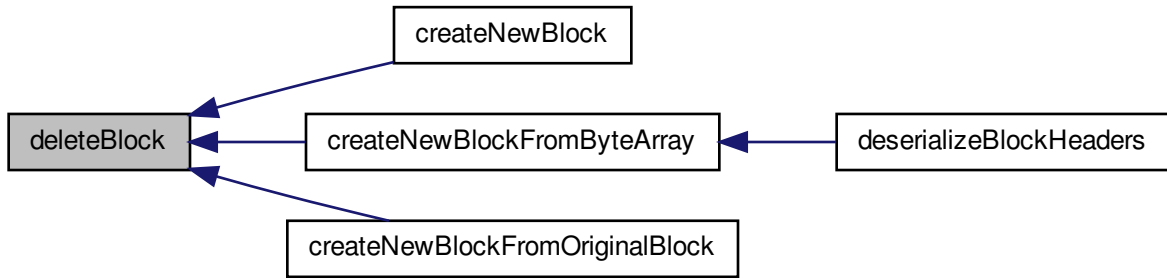 createNewBlock
deleteBlock
createNewBlockFromByteArray
deserializeBlockHeaders
createNewBlockFromOriginalBlock